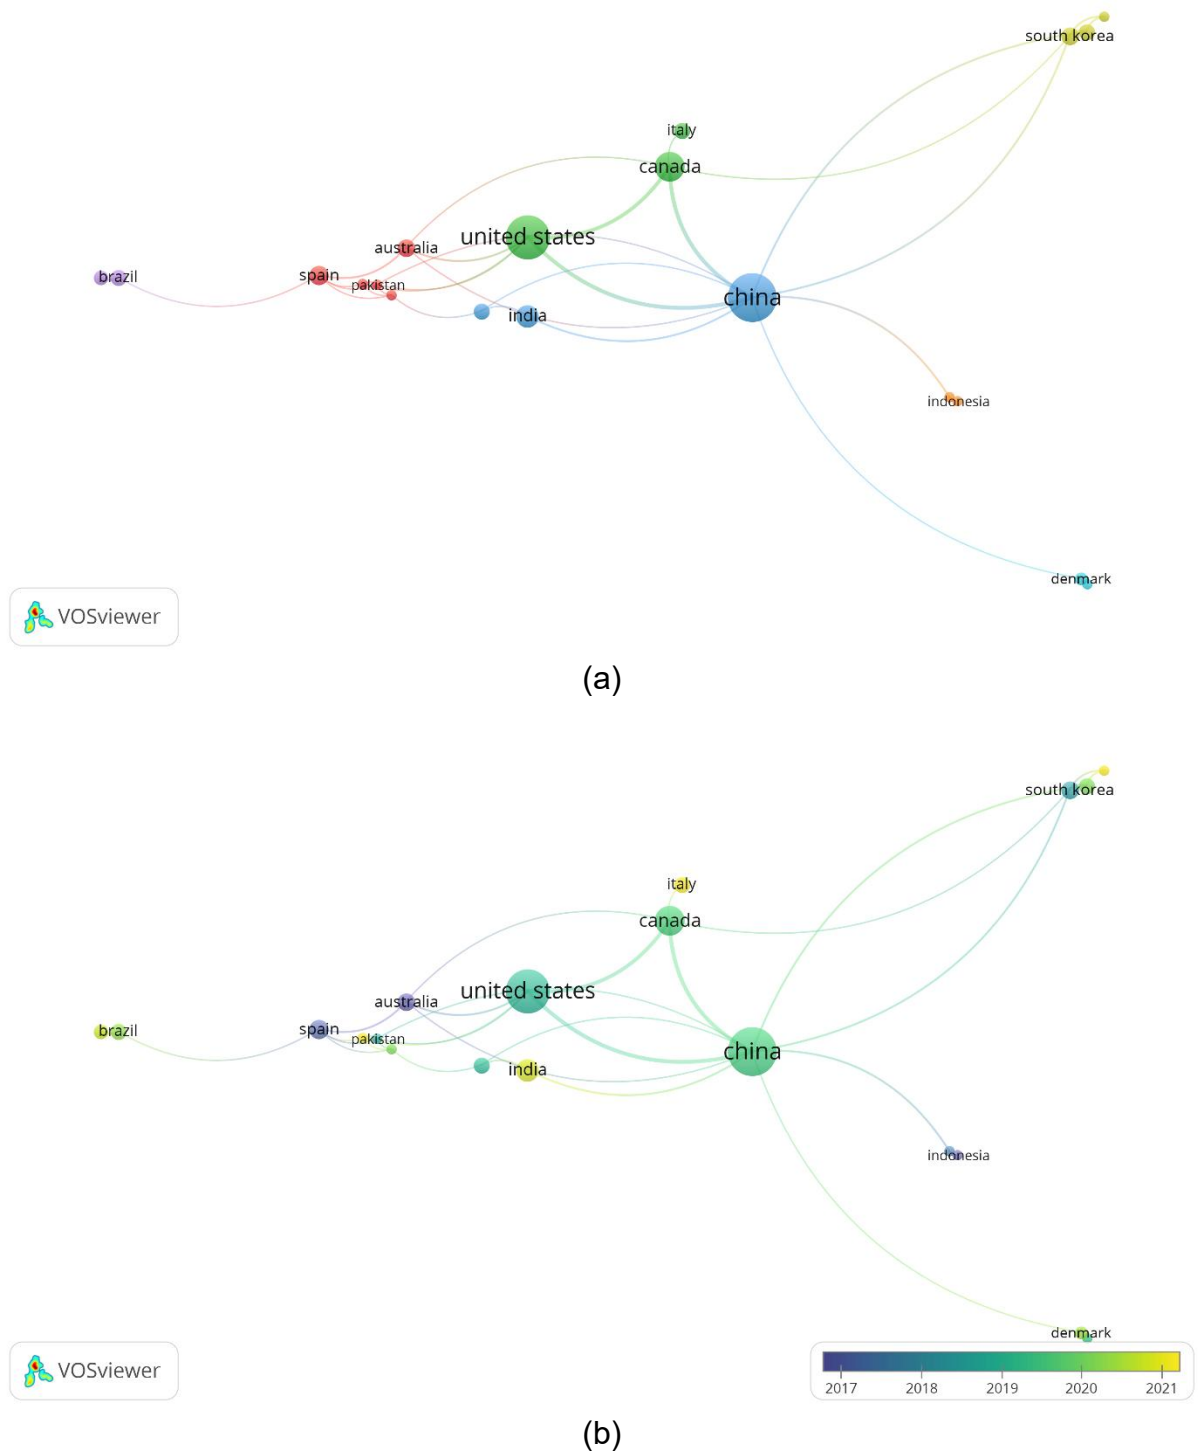 south korea
italy
canada
united states
australia
brazil
spain
pakistan
china
india
indonesia
denmark
VOSviewer
(a)
south korea
italy
canada
united states
australia
brazil
spain
pakistan
china
india
indonesia
denmark
VOSviewer
2017 2018 2019 2020 2021
(b)